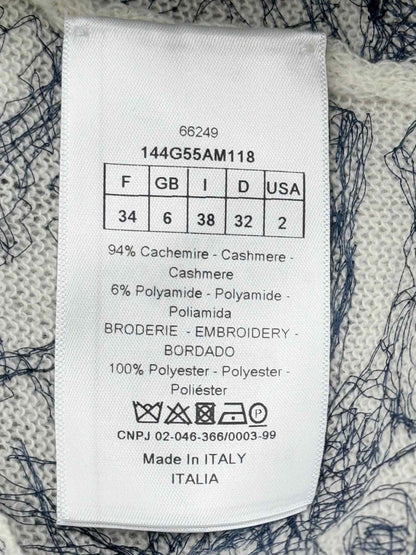 66249
144G55AM118
F GB I D USA
34 6 38 32 2
94% Cachemire - Cashmere -
Cashmere
6% Polyamide - Polyamide -
Poliamida
BRODERIE - EMBROIDERY -
BORDADO
100% Polyester - Polyester -
Poliéster
P
CNPJ 02-046-366/0003-99
Made In ITALY
ITALIA